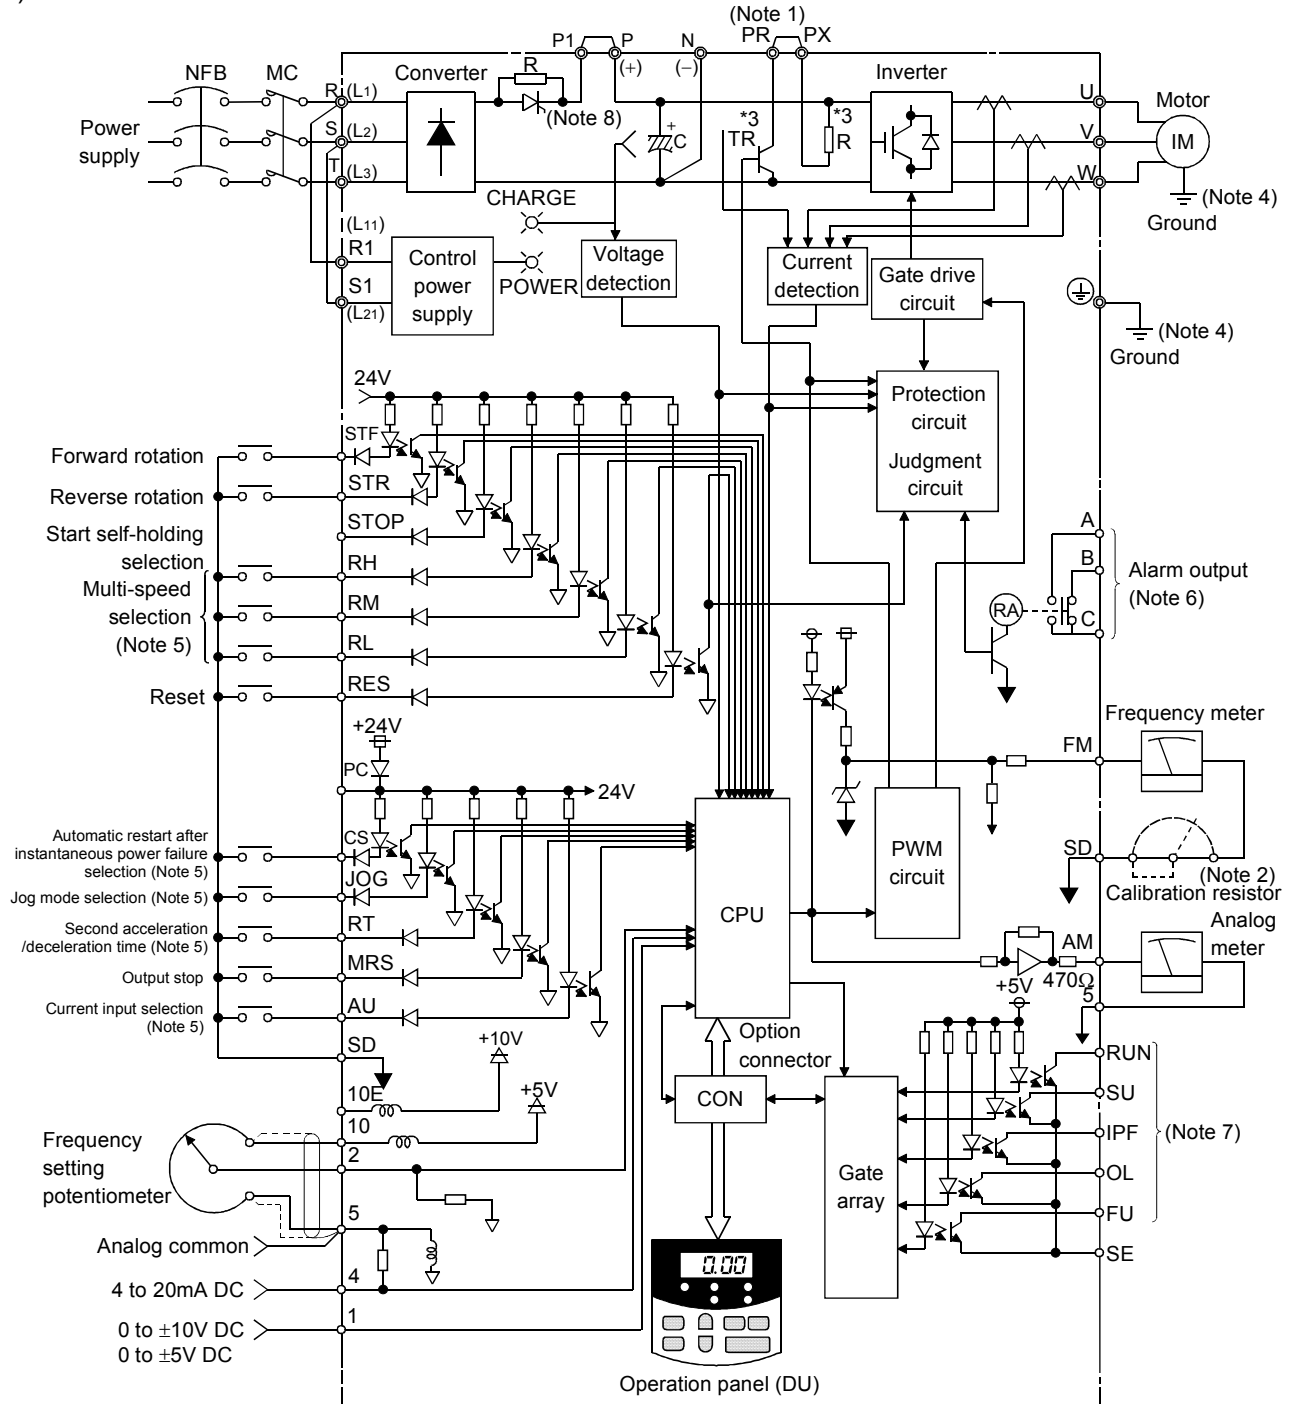 (Note 1)
P1 P N PR PX
(+) (−)
NFB MC Converter R Inverter
R (L1) U Motor
(Note 8) *3 *3
Power
supply
S (L2) + C TR R V IM
T (L3) W
CHARGE (Note 4)
Ground
(L11)
R1 Control
power
supply
POWER
Voltage
detection
Current
detection
Gate drive
circuit
S1
(L21)
(Note 4)
Ground
24V
Protection
circuit
Judgment
circuit
STF
Forward rotation
Reverse rotation STR
Start self-holding
selection
STOP
Multi-speed
selection
(Note 5)
RH
RM
RL
Reset RES
A
B
C
Alarm output
(Note 6)
RA
+24V
PC
24V
Frequency meter
FM
SD
(Note 2)
Calibration resistor
Automatic restart after
instantaneous power failure
selection (Note 5)
CS
Jog mode selection (Note 5) JOG
Second acceleration
/deceleration time (Note 5)
RT
Output stop MRS
Current input selection
(Note 5)
AU
SD
CPU
PWM
circuit
AM
Analog
meter
470Ω
+5V 5
Option
connector
CON
+10V
10E
+5V
10
Frequency
setting
potentiometer
2
5
Analog common
4 to 20mA DC 4
0 to ±10V DC 1
0 to ±5V DC
Gate
array
RUN
SU
IPF (Note 7)
OL
FU
SE
0.00
Operation panel (DU)